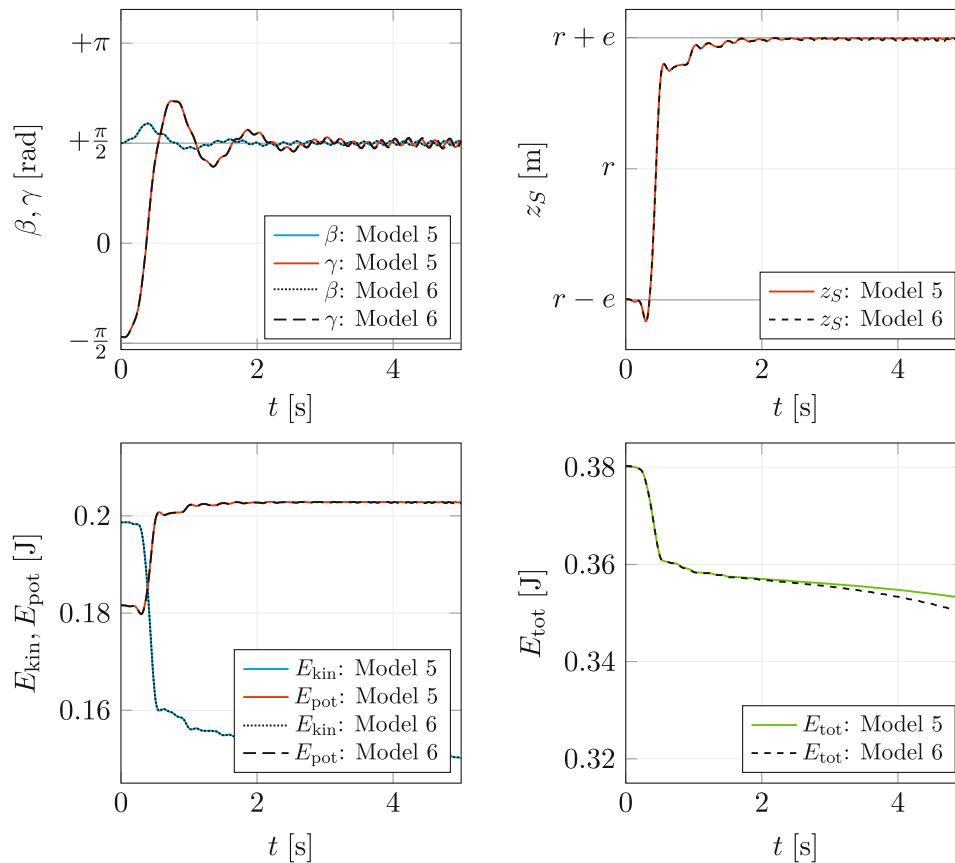 +π
+π/2
0
−π/2
β, γ [rad]
β: Model 5
γ: Model 5
β: Model 6
γ: Model 6
0 2 4
t [s]
r + e
r
r − e
z_S [m]
z_S: Model 5
z_S: Model 6
0 2 4
t [s]
0.2
0.18
0.16
E_kin, E_pot [J]
E_kin: Model 5
E_pot: Model 5
E_kin: Model 6
E_pot: Model 6
0 2 4
t [s]
0.38
0.36
0.34
0.32
E_tot [J]
E_tot: Model 5
E_tot: Model 6
0 2 4
t [s]